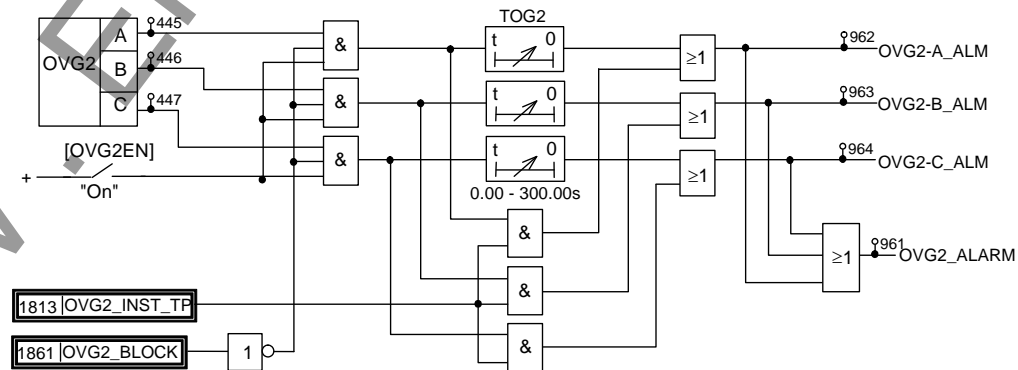 TOG2
OVG2
A
445
B
446
C
447
&
&
&
t 0
t 0
t 0
0.00 - 300.00s
≥1
≥1
≥1
962
OVG2-A_ALM
963
OVG2-B_ALM
964
OVG2-C_ALM
[OVG2EN]
+
"On"
&
&
&
≥1
961
OVG2_ALARM
1813 OVG2_INST_TP
1861 OVG2_BLOCK
1